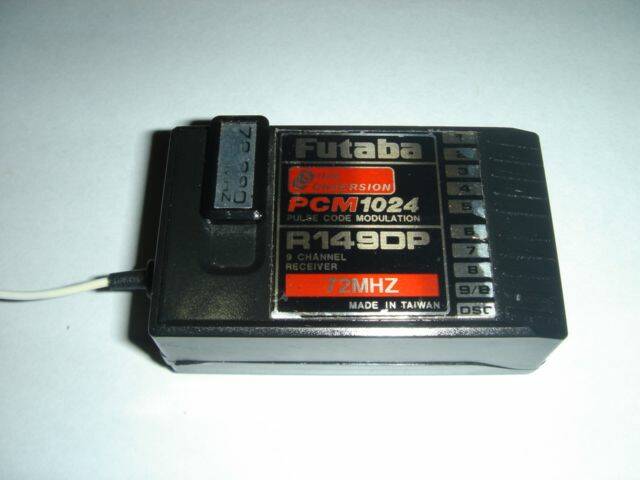 Futaba
CONVERSION
PCM1024
PULSE CODE MODULATION
R149DP
9 CHANNEL
RECEIVER
72MHZ
MADE IN TAIWAN
1
2
3
4
5
6
7
8
9/B
DSC